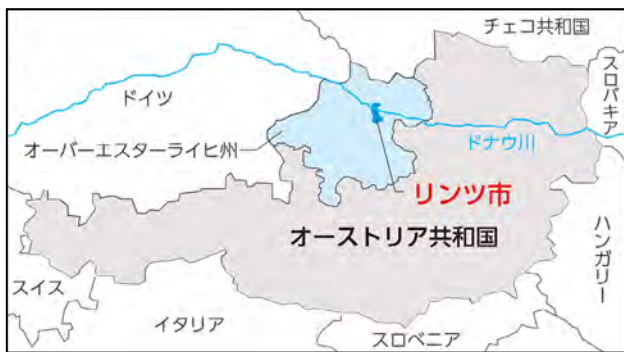 チェコ共和国
スロバキア
ドイツ
オーバーエスターライヒ州
ドナウ川
リンツ市
オーストリア共和国
ハンガリー
スイス
イタリア
スロベニア